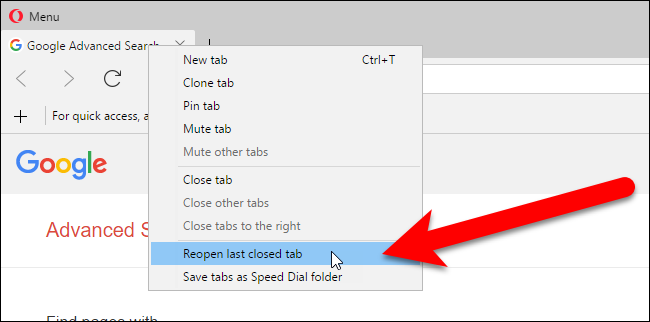 Menu
Google Advanced Search
New tab Ctrl+T
Clone tab
Pin tab
Mute tab
Mute other tabs
Close tab
Close other tabs
Close tabs to the right
Reopen last closed tab
Save tabs as Speed Dial folder
For quick access, a
Google
Advanced S
Find pages with